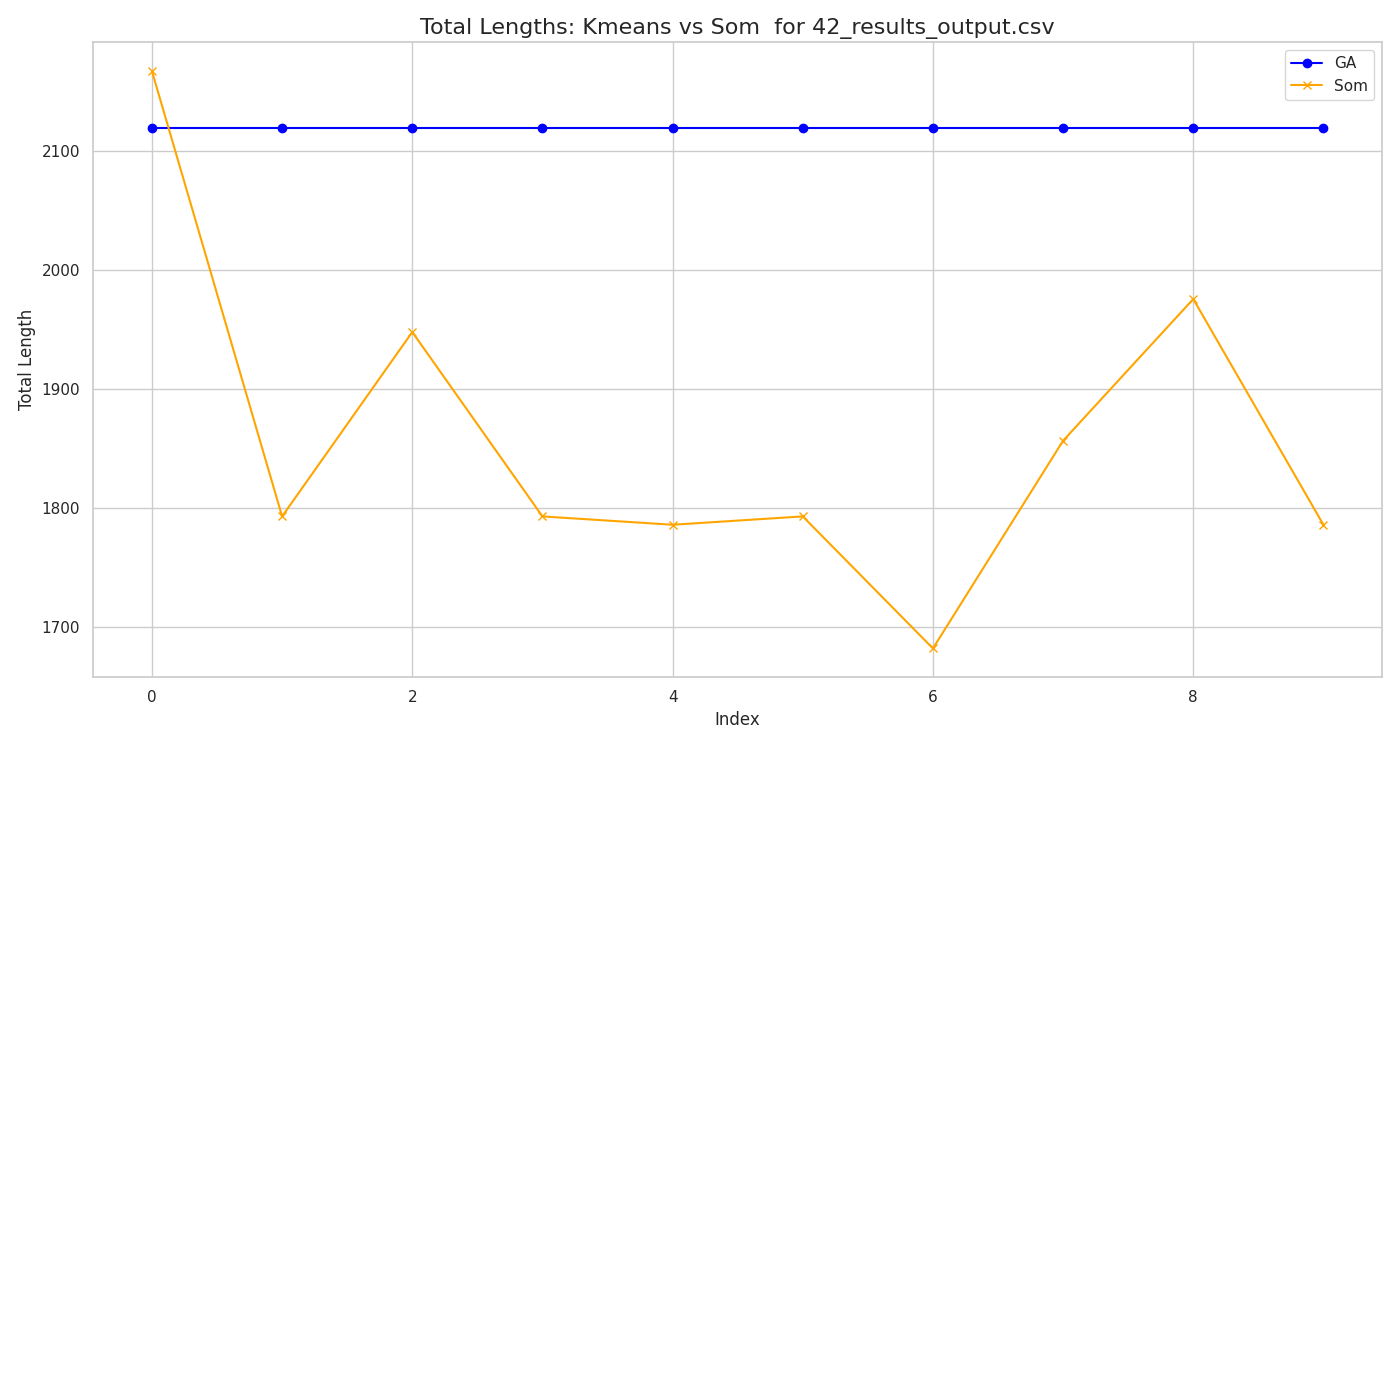 Total Lengths: Kmeans vs Som  for 42_results_output.csv
GA
Som
2100
2000
1900
1800
1700
Total Length
0 2 4 6 8
Index